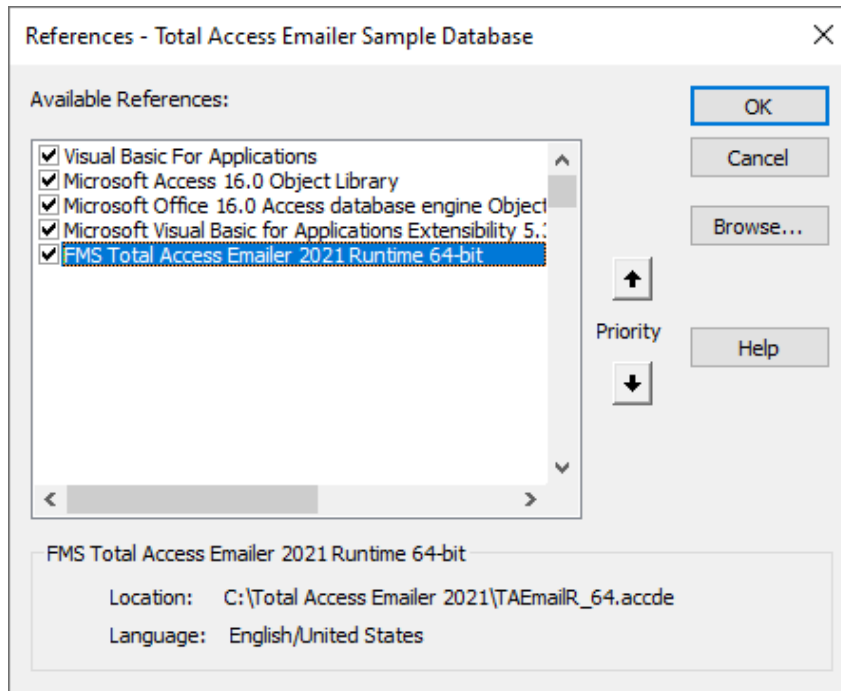 References - Total Access Emailer Sample Database
Available References:
Visual Basic For Applications
Microsoft Access 16.0 Object Library
Microsoft Office 16.0 Access database engine Object
Microsoft Visual Basic for Applications Extensibility 5.
FMS Total Access Emailer 2021 Runtime 64-bit
OK
Cancel
Browse...
Priority
Help
FMS Total Access Emailer 2021 Runtime 64-bit
Location: C:\Total Access Emailer 2021\TAEmailR_64.accde
Language: English/United States